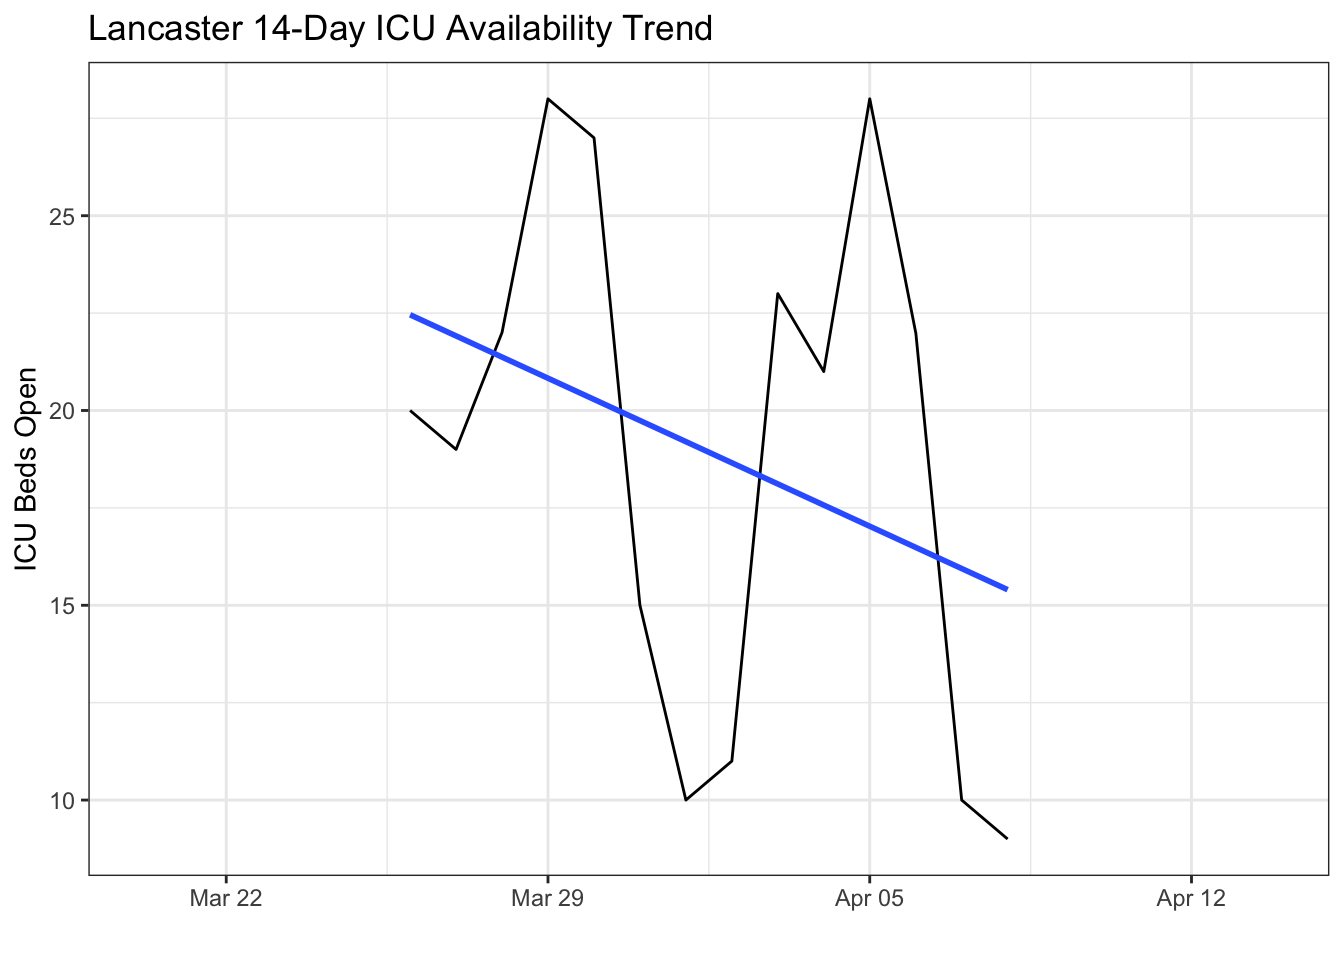 Lancaster 14-Day ICU Availability Trend
ICU Beds Open
25
20
15
10
Mar 22
Mar 29
Apr 05
Apr 12